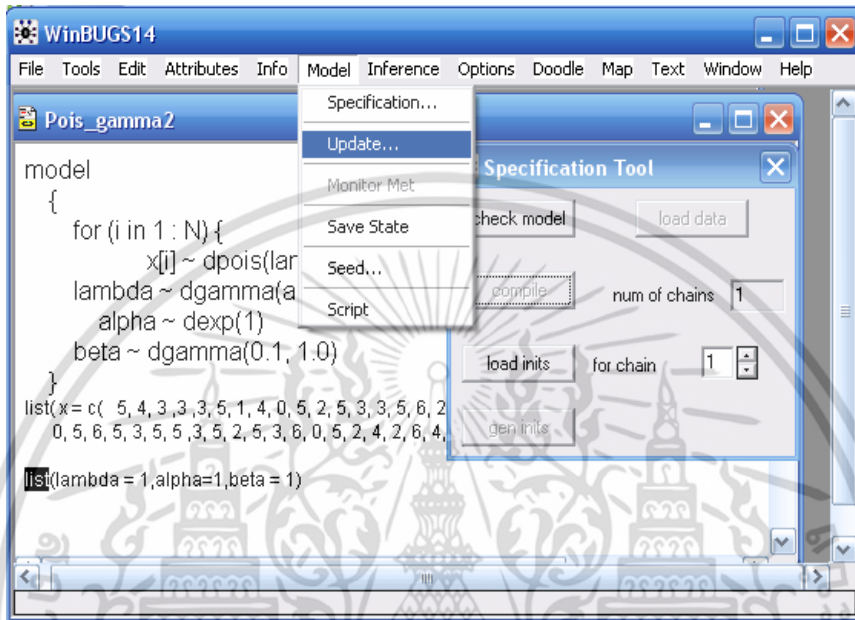 WinBUGS14
File Tools Edit Attributes Info Model Inference Options Doodle Map Text Window Help
Specification...
Update...
Monitor Met
Save State
Seed...
Script
Pois_gamma2
model
{
for (i in 1 : N) {
x[i] ~ dpois(lar
lambda ~ dgamma(a
alpha ~ dexp(1)
beta ~ dgamma(0.1, 1.0)
}
list(x = c( 5, 4, 3 ,3 ,3, 5, 1, 4, 0, 5, 2, 5, 3, 3, 5, 6, 2
0, 5, 6, 5, 3, 5, 5 ,3, 5, 2, 5, 3, 6, 0, 5, 2, 4, 2, 6, 4,
list(lambda = 1,alpha=1,beta = 1)
Specification Tool
check model load data
compile num of chains 1
load inits for chain 1
gen inits